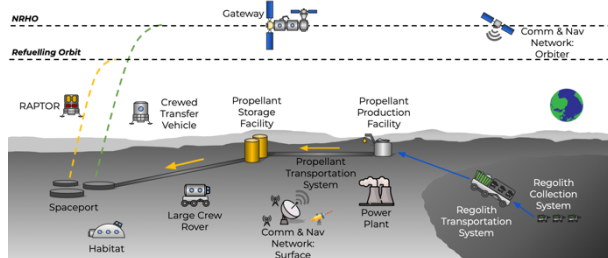 NRHO
Gateway
Comm & Nav
Network:
Orbiter
Refuelling Orbit
RAPTOR
Crewed
Transfer
Vehicle
Propellant
Storage
Facility
Propellant
Production
Facility
Propellant
Transportation
System
Spaceport
Large Crew
Rover
Habitat
Comm & Nav
Network:
Surface
Power
Plant
Regolith
Transportation
System
Regolith
Collection
System